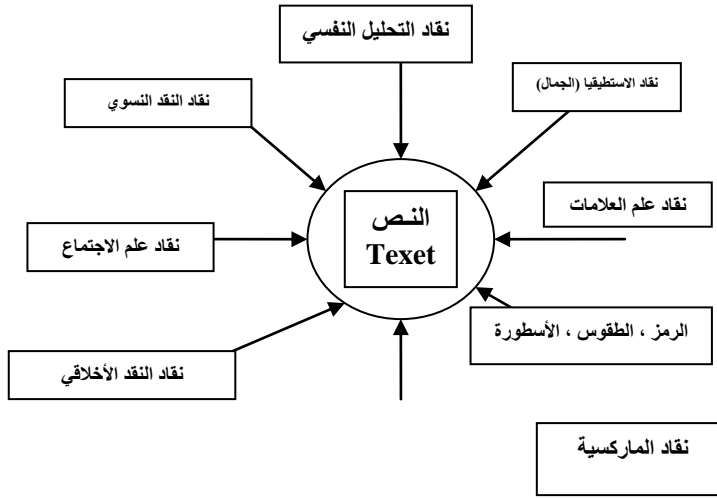 نقاد التحليل النفسي
نقاد الاستطيقيا (الجمال)
نقاد النقد النسوي
نقاد علم العلامات
النـص
Texet
نقاد علم الاجتماع
الرمز ، الطقوس ، الأسطورة
نقاد النقد الأخلاقي
نقاد الماركسية